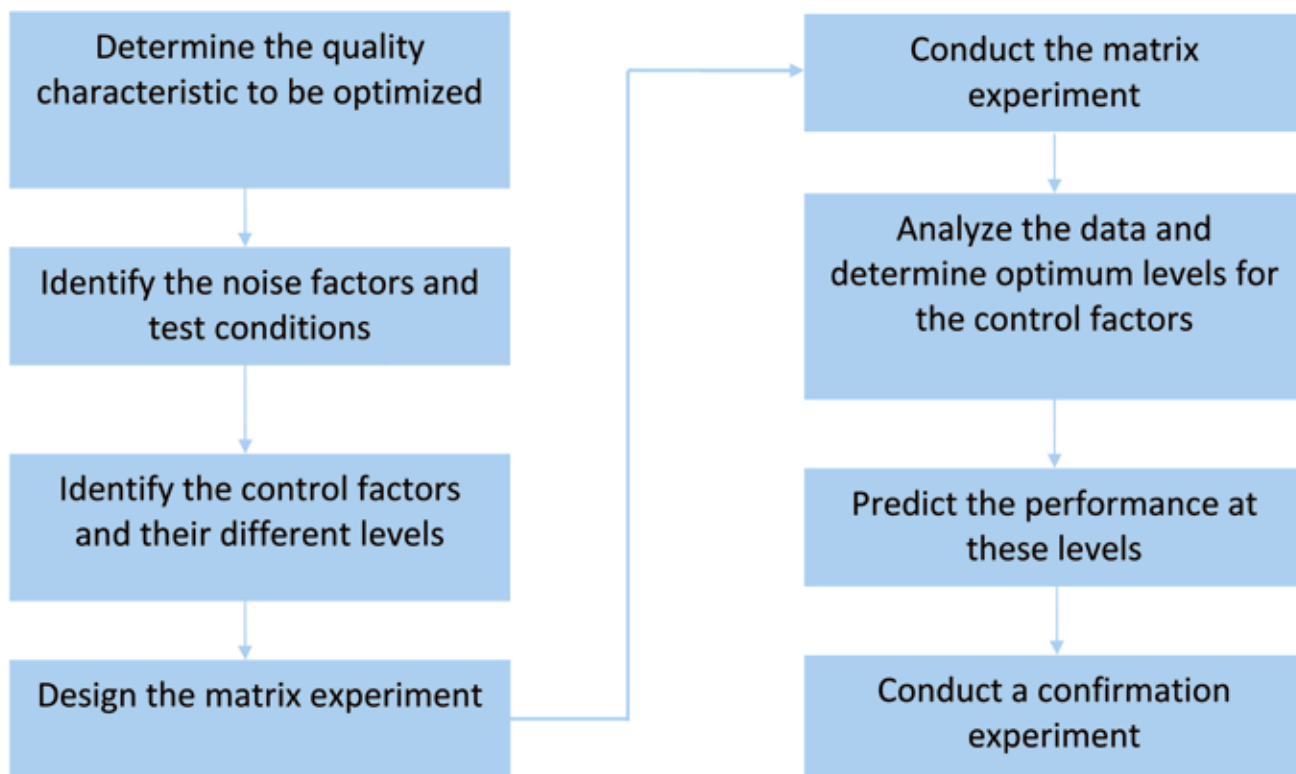 Determine the quality
characteristic to be optimized
Identify the noise factors and
test conditions
Identify the control factors
and their different levels
Design the matrix experiment
Conduct the matrix
experiment
Analyze the data and
determine optimum levels for
the control factors
Predict the performance at
these levels
Conduct a confirmation
experiment